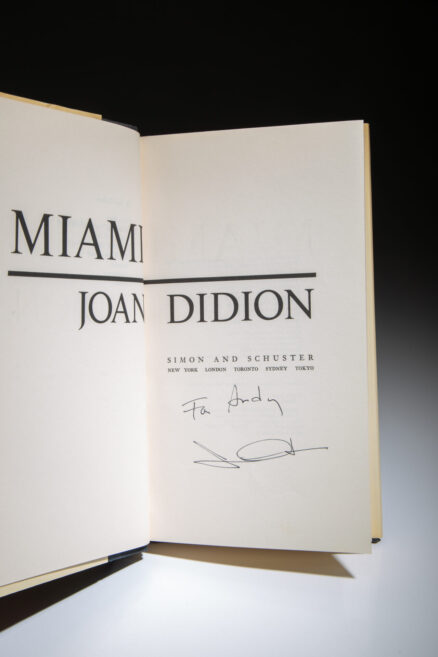 MIAMI
JOAN DIDION
SIMON AND SCHUSTER
NEW YORK LONDON TORONTO SYDNEY TOKYO
For Andy